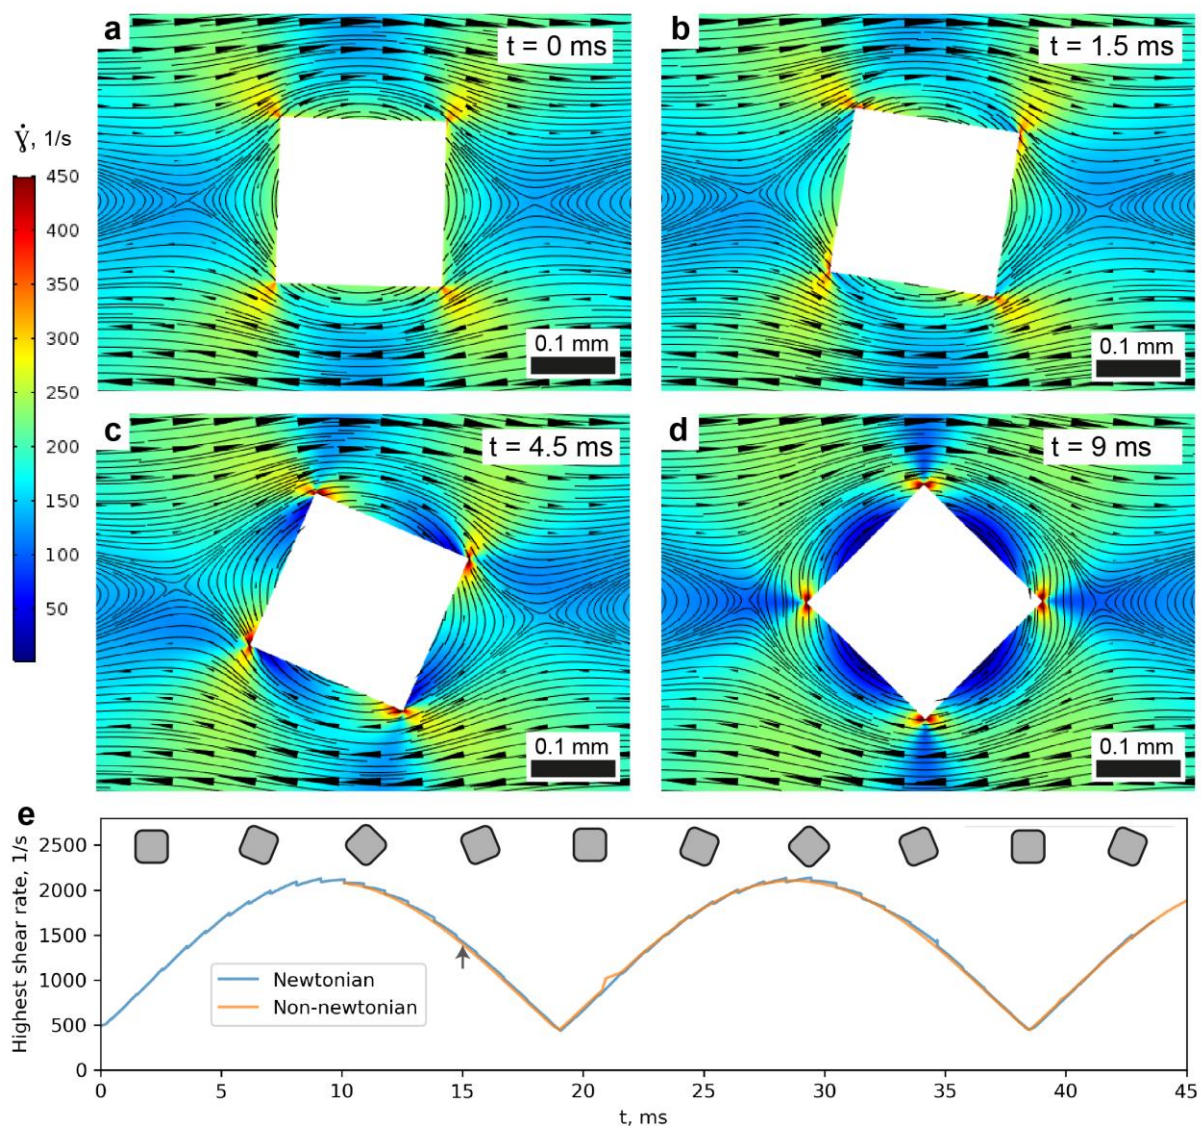 a
t = 0 ms
b
t = 1.5 ms
γ̇, 1/s
450
400
350
300
250
200
150
100
50
0.1 mm
0.1 mm
c
t = 4.5 ms
d
t = 9 ms
0.1 mm
0.1 mm
e
Highest shear rate, 1/s
2500
2000
1500
1000
500
0
Newtonian
Non-newtonian
0 5 10 15 20 25 30 35 40 45
t, ms